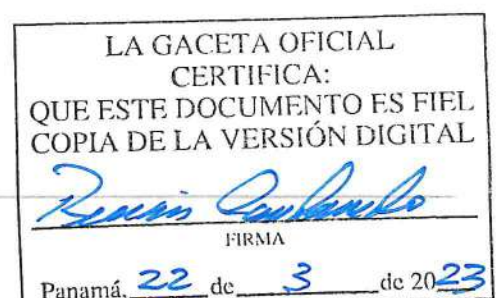 LA GACETA OFICIAL
CERTIFICA:
QUE ESTE DOCUMENTO ES FIEL
COPIA DE LA VERSIÓN DIGITAL
FIRMA
Panamá, 22 de 3 de 2023